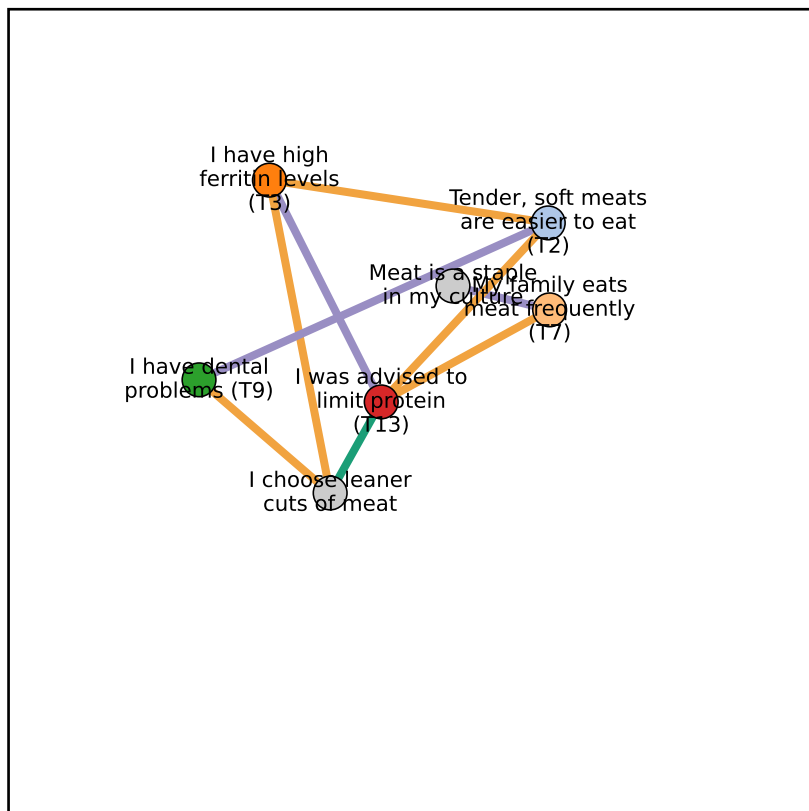 I have high
ferritin levels
(T3)
Tender, soft meats
are easier to eat
(T2)
Meat is a staple
in my culture
My family eats
meat frequently
(T7)
I have dental
problems (T9)
I was advised to
limit protein
(T13)
I choose leaner
cuts of meat